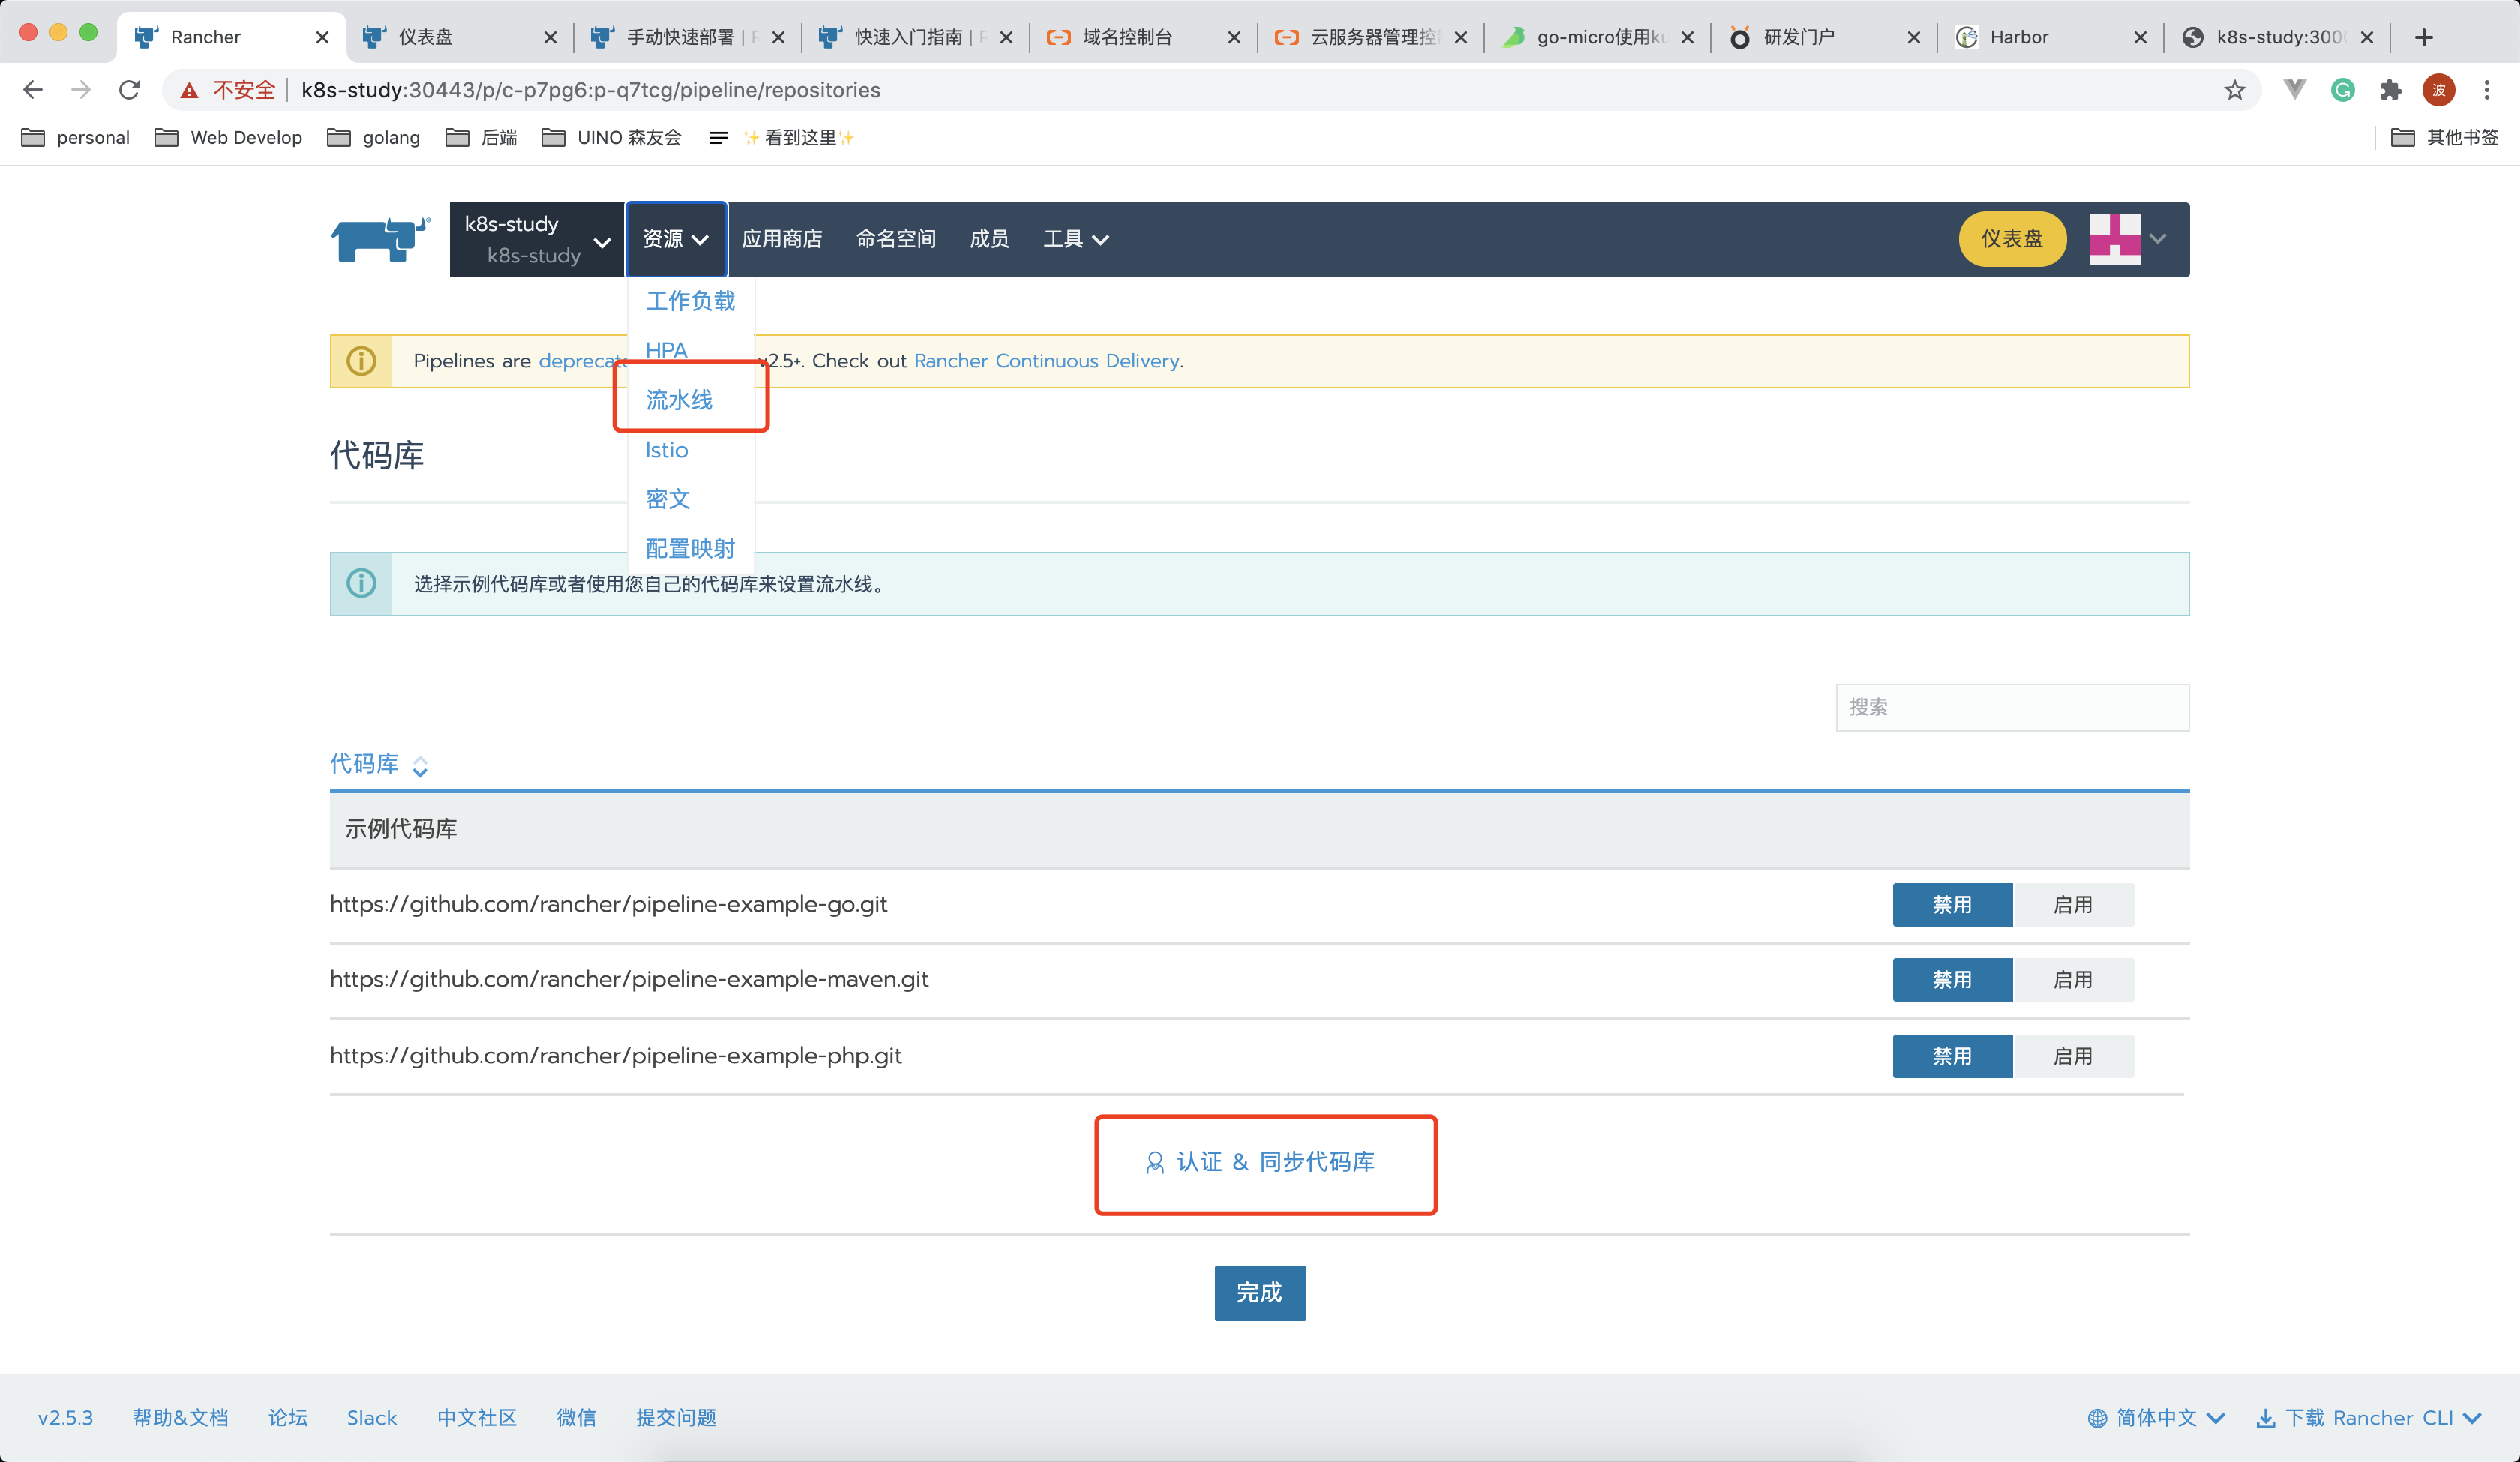 Rancher
仪表盘
手动快速部署 | R
快速入门指南 | R
域名控制台
云服务器管理控
go-micro使用ku
研发门户
Harbor
k8s-study:300
不安全
k8s-study:30443/p/c-p7pg6:p-q7tcg/pipeline/repositories
波
personal
Web Develop
golang
后端
UINO 森友会
✨ 看到这里✨
其他书签
k8s-study
k8s-study
资源
应用商店
命名空间
成员
工具
仪表盘
工作负载
HPA
流水线
Istio
密文
配置映射
Pipelines are deprecat
v2.5+. Check out Rancher Continuous Delivery.
代码库
选择示例代码库或者使用您自己的代码库来设置流水线。
搜索
代码库
示例代码库
https://github.com/rancher/pipeline-example-go.git
禁用
启用
https://github.com/rancher/pipeline-example-maven.git
禁用
启用
https://github.com/rancher/pipeline-example-php.git
禁用
启用
认证 & 同步代码库
完成
v2.5.3
帮助&文档
论坛
Slack
中文社区
微信
提交问题
简体中文
下载 Rancher CLI